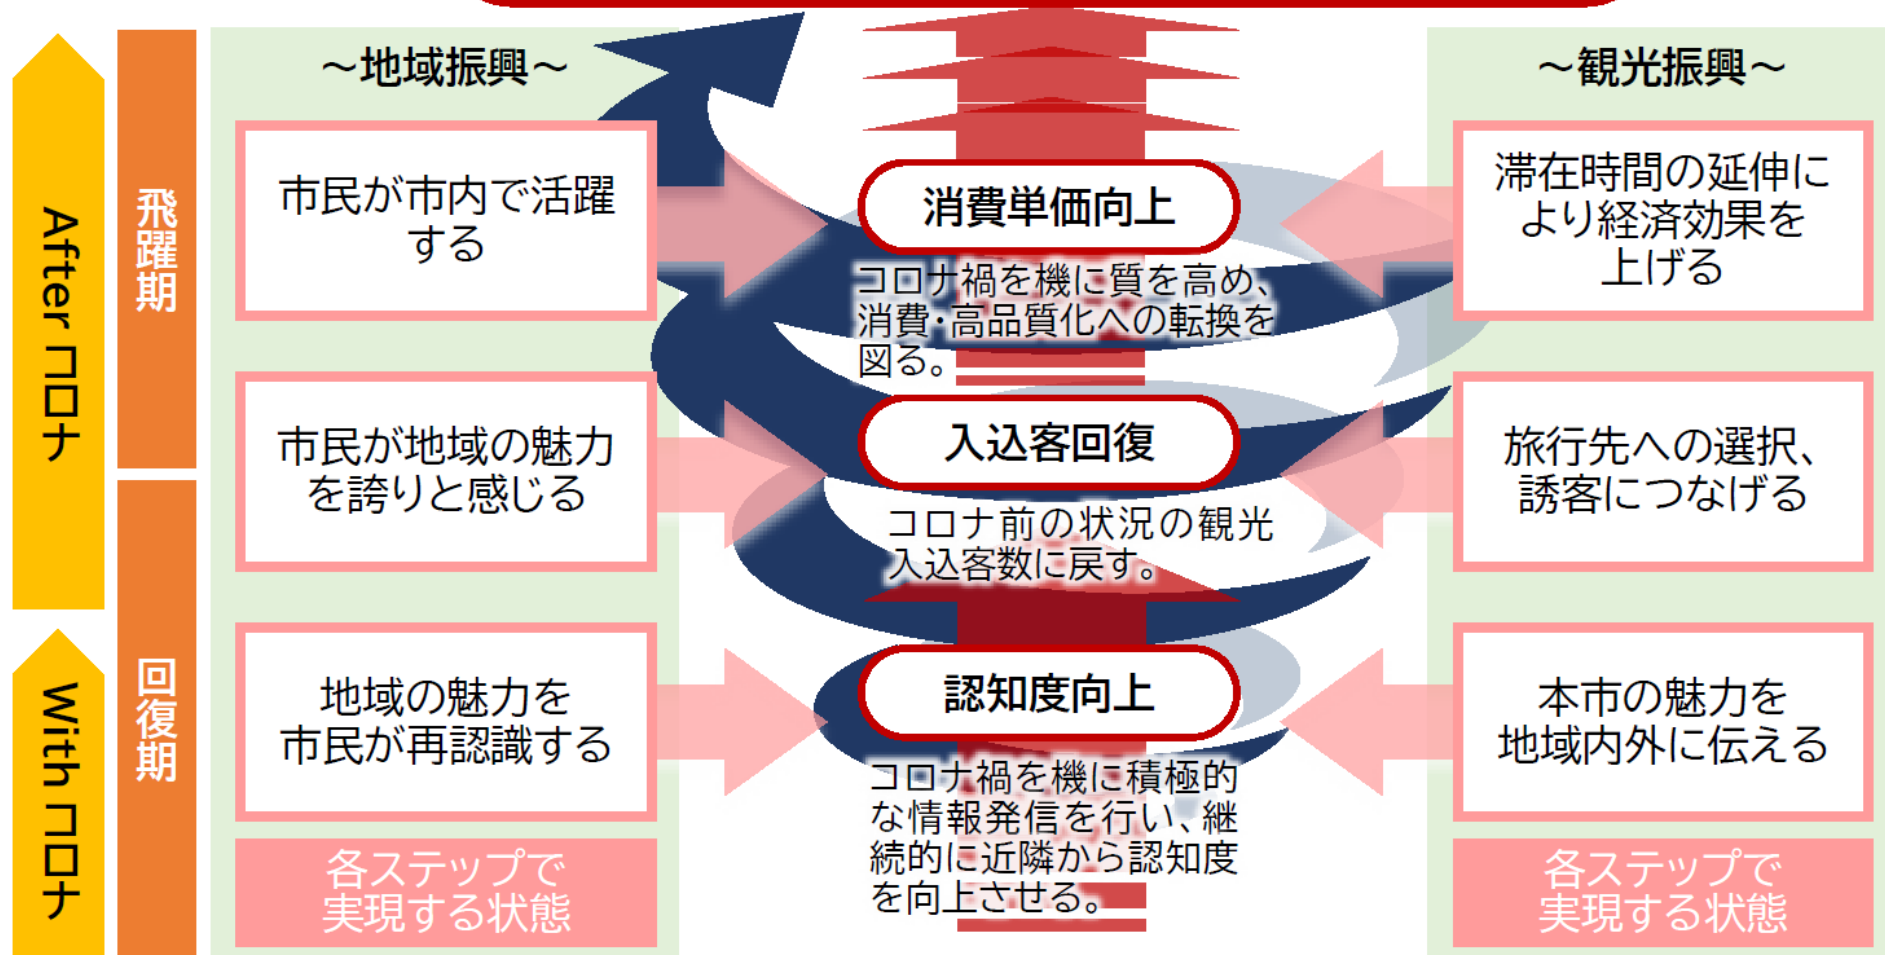 After コロナ
With コロナ
飛躍期
回復期
～地域振興～
市民が市内で活躍
する
市民が地域の魅力
を誇りと感じる
地域の魅力を
市民が再認識する
各ステップで
実現する状態
消費単価向上
コロナ禍を機に質を高め、
消費・高品質化への転換を
図る。
入込客回復
コロナ前の状況の観光
入込客数に戻す。
認知度向上
コロナ禍を機に積極的
な情報発信を行い、継
続的に近隣から認知度
を向上させる。
～観光振興～
滞在時間の延伸に
より経済効果を
上げる
旅行先への選択、
誘客につなげる
本市の魅力を
地域内外に伝える
各ステップで
実現する状態